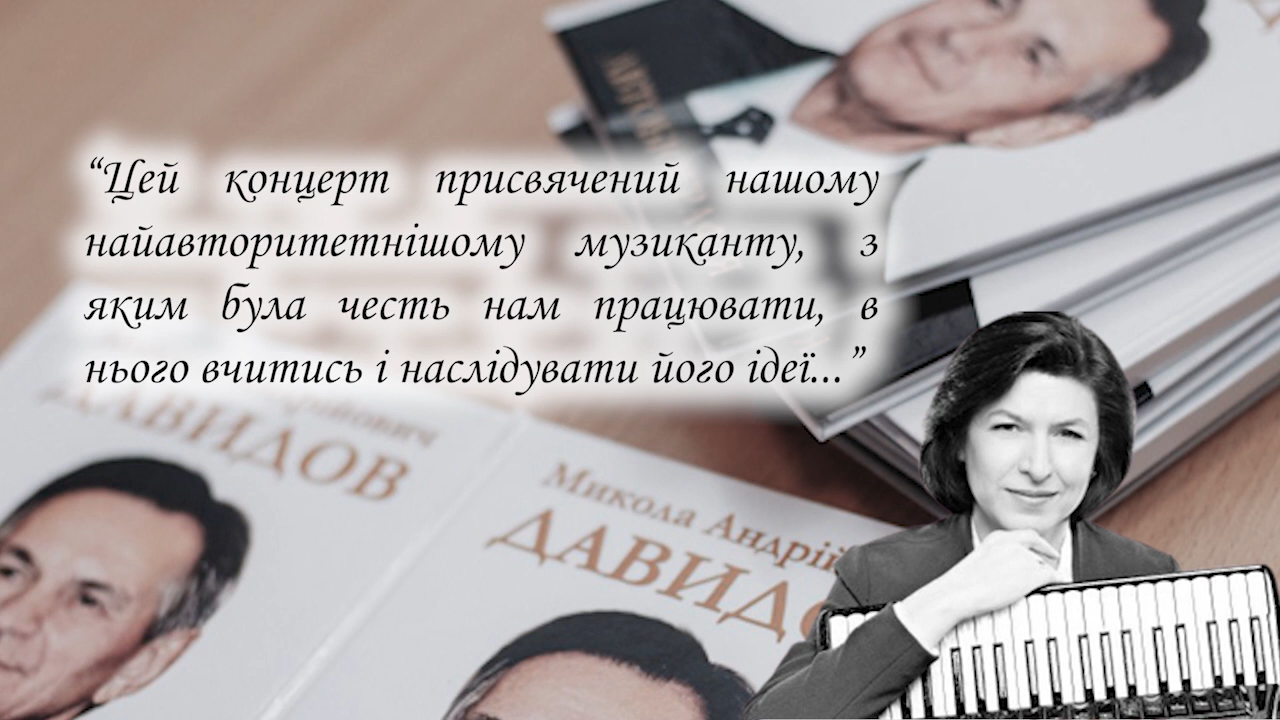 “Цей концерт присвячений нашому
найавторитетнішому музиканту, з
яким була честь нам працювати, в
нього вчитись і наслідувати його ідеї...”
ДАВИДОВ
Микола Андрій
ДАВИДО